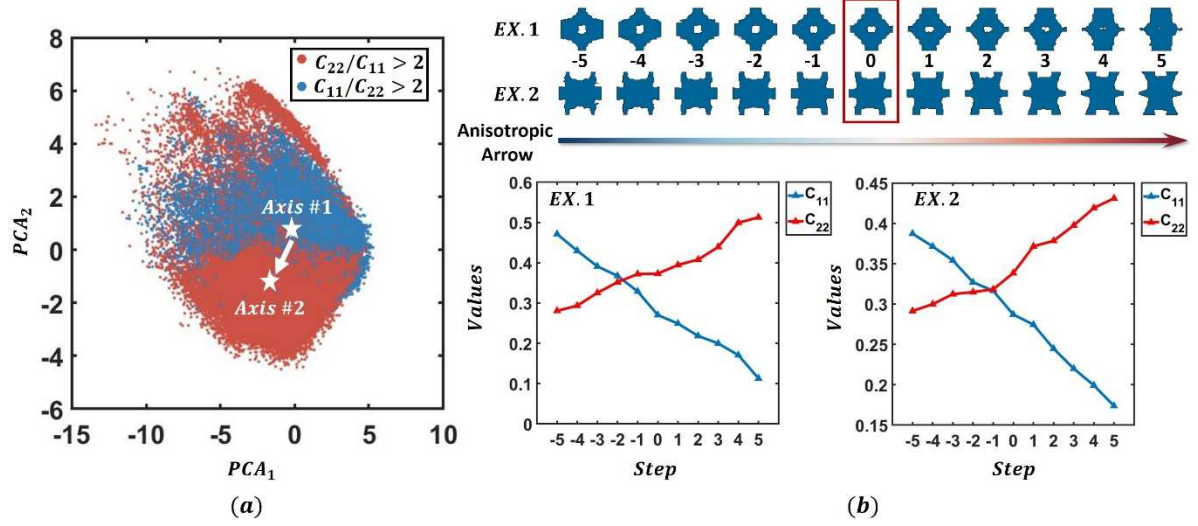 8
6
4
2
0
-2
-4
-6
-15
-10
-5
0
5
10
PCA₂
PCA₁
C₂₂/C₁₁ > 2
C₁₁/C₂₂ > 2
Axis #1
Axis #2
(a)
EX. 1
-5 -4 -3 -2 -1 0 1 2 3 4 5
EX. 2
Anisotropic
Arrow
0.6
0.5
0.4
0.3
0.2
0.1
0
EX. 1
C₁₁
C₂₂
Values
-5 -4 -3 -2 -1 0 1 2 3 4 5
Step
0.45
0.4
0.35
0.3
0.25
0.2
0.15
EX. 2
C₁₁
C₂₂
Values
-5 -4 -3 -2 -1 0 1 2 3 4 5
Step
(b)